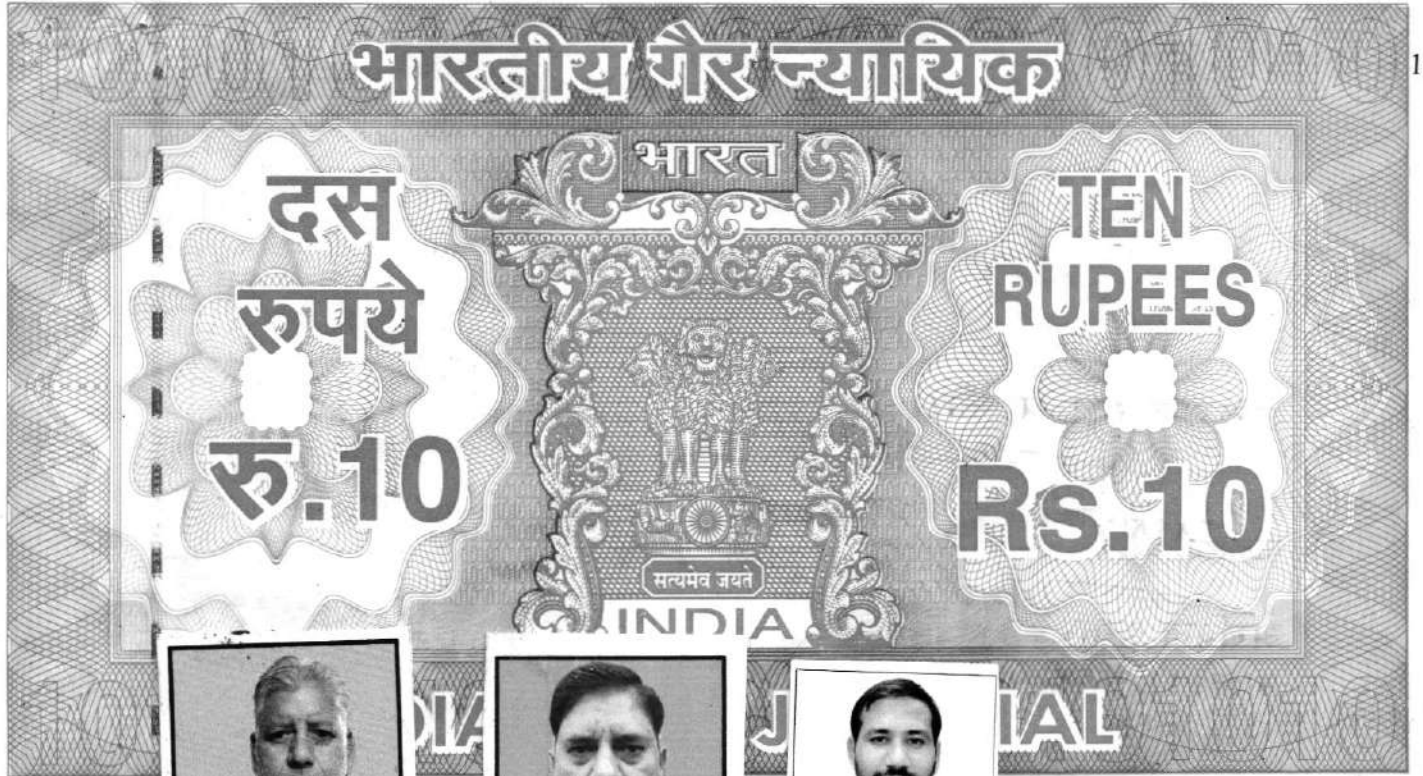 भारतीय गैर न्यायिक
1
भारत
दस
रुपये
रु.10
TEN
RUPEES
Rs.10
सत्यमेव जयते
INDIA